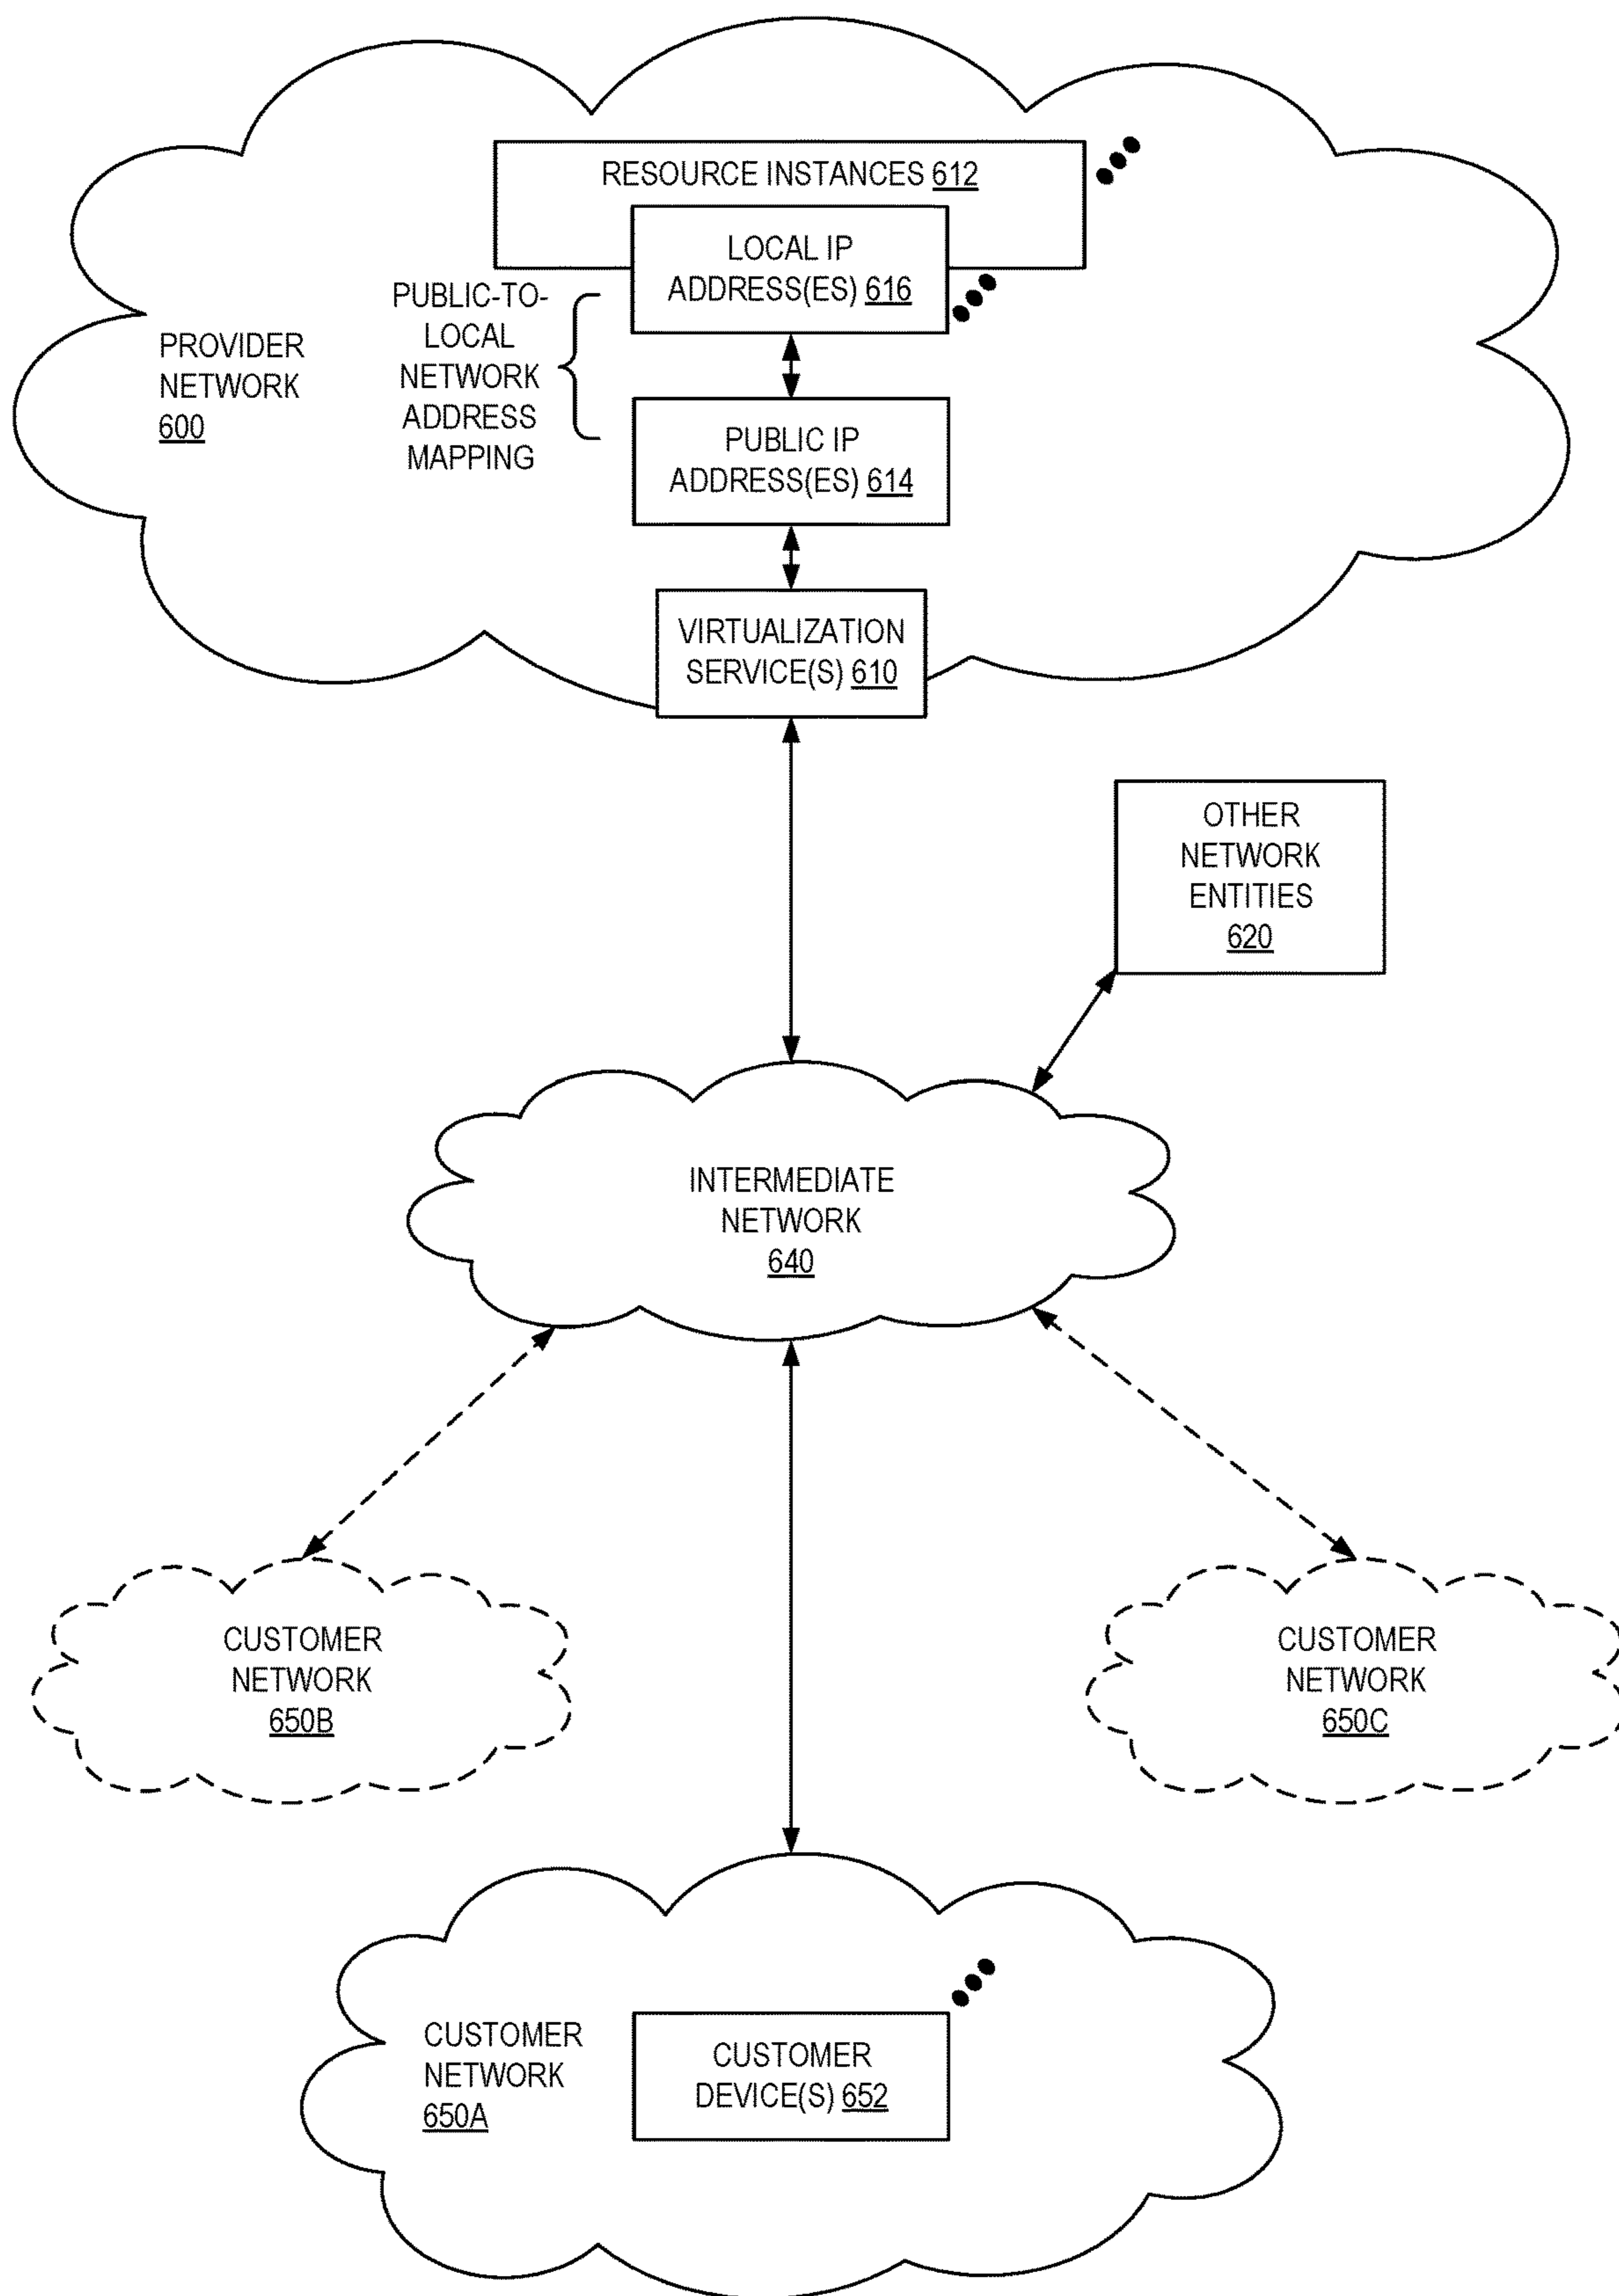 RESOURCE INSTANCES 612
LOCAL IP
ADDRESS(ES) 616
PUBLIC-TO-
LOCAL
NETWORK
ADDRESS
MAPPING
PROVIDER
NETWORK
600
PUBLIC IP
ADDRESS(ES) 614
VIRTUALIZATION
SERVICE(S) 610
OTHER
NETWORK
ENTITIES
620
INTERMEDIATE
NETWORK
640
CUSTOMER
NETWORK
650B
CUSTOMER
NETWORK
650C
CUSTOMER
NETWORK
650A
CUSTOMER
DEVICE(S) 652